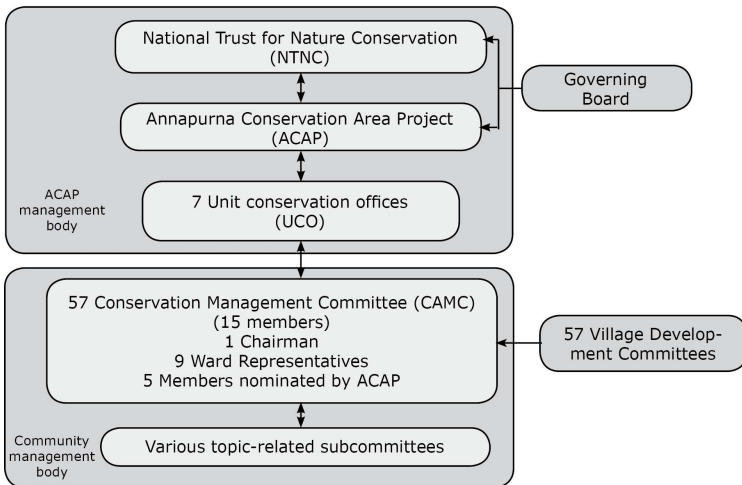 National Trust for Nature Conservation
(NTNC)
Governing
Board
Annapurna Conservation Area Project
(ACAP)
7 Unit conservation offices
(UCO)
ACAP
management
body
57 Conservation Management Committee (CAMC)
(15 members)
1 Chairman
9 Ward Representatives
5 Members nominated by ACAP
57 Village Develop-
ment Committees
Various topic-related subcommittees
Community
management
body